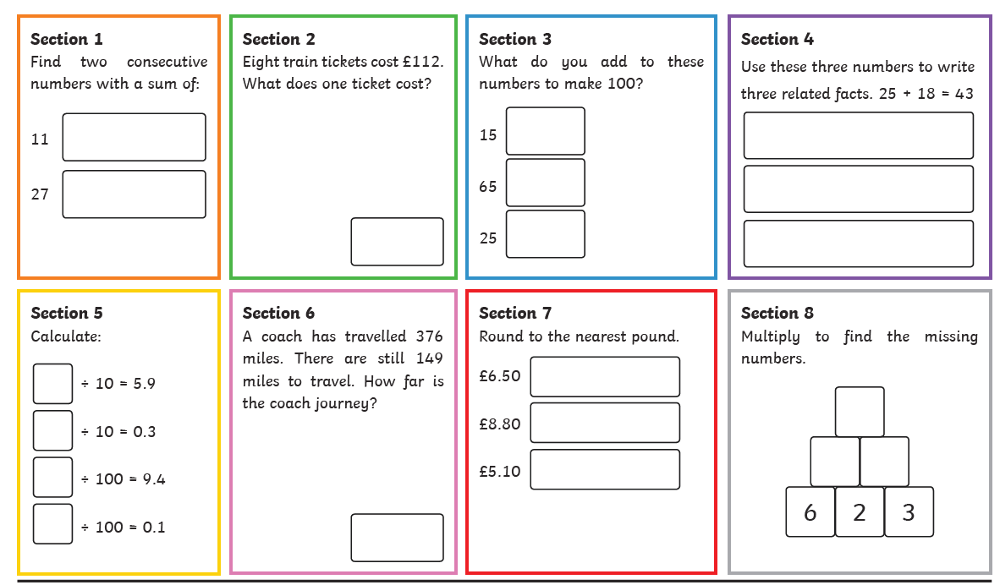 Section 1
Find two consecutive
numbers with a sum of:
11
27
Section 2
Eight train tickets cost £112.
What does one ticket cost?
Section 3
What do you add to these
numbers to make 100?
15
65
25
Section 4
Use these three numbers to write
three related facts. 25 + 18 = 43
Section 5
Calculate:
÷ 10 = 5.9
÷ 10 = 0.3
÷ 100 = 9.4
÷ 100 = 0.1
Section 6
A coach has travelled 376
miles. There are still 149
miles to travel. How far is
the coach journey?
Section 7
Round to the nearest pound.
£6.50
£8.80
£5.10
Section 8
Multiply to find the missing
numbers.
6 2 3